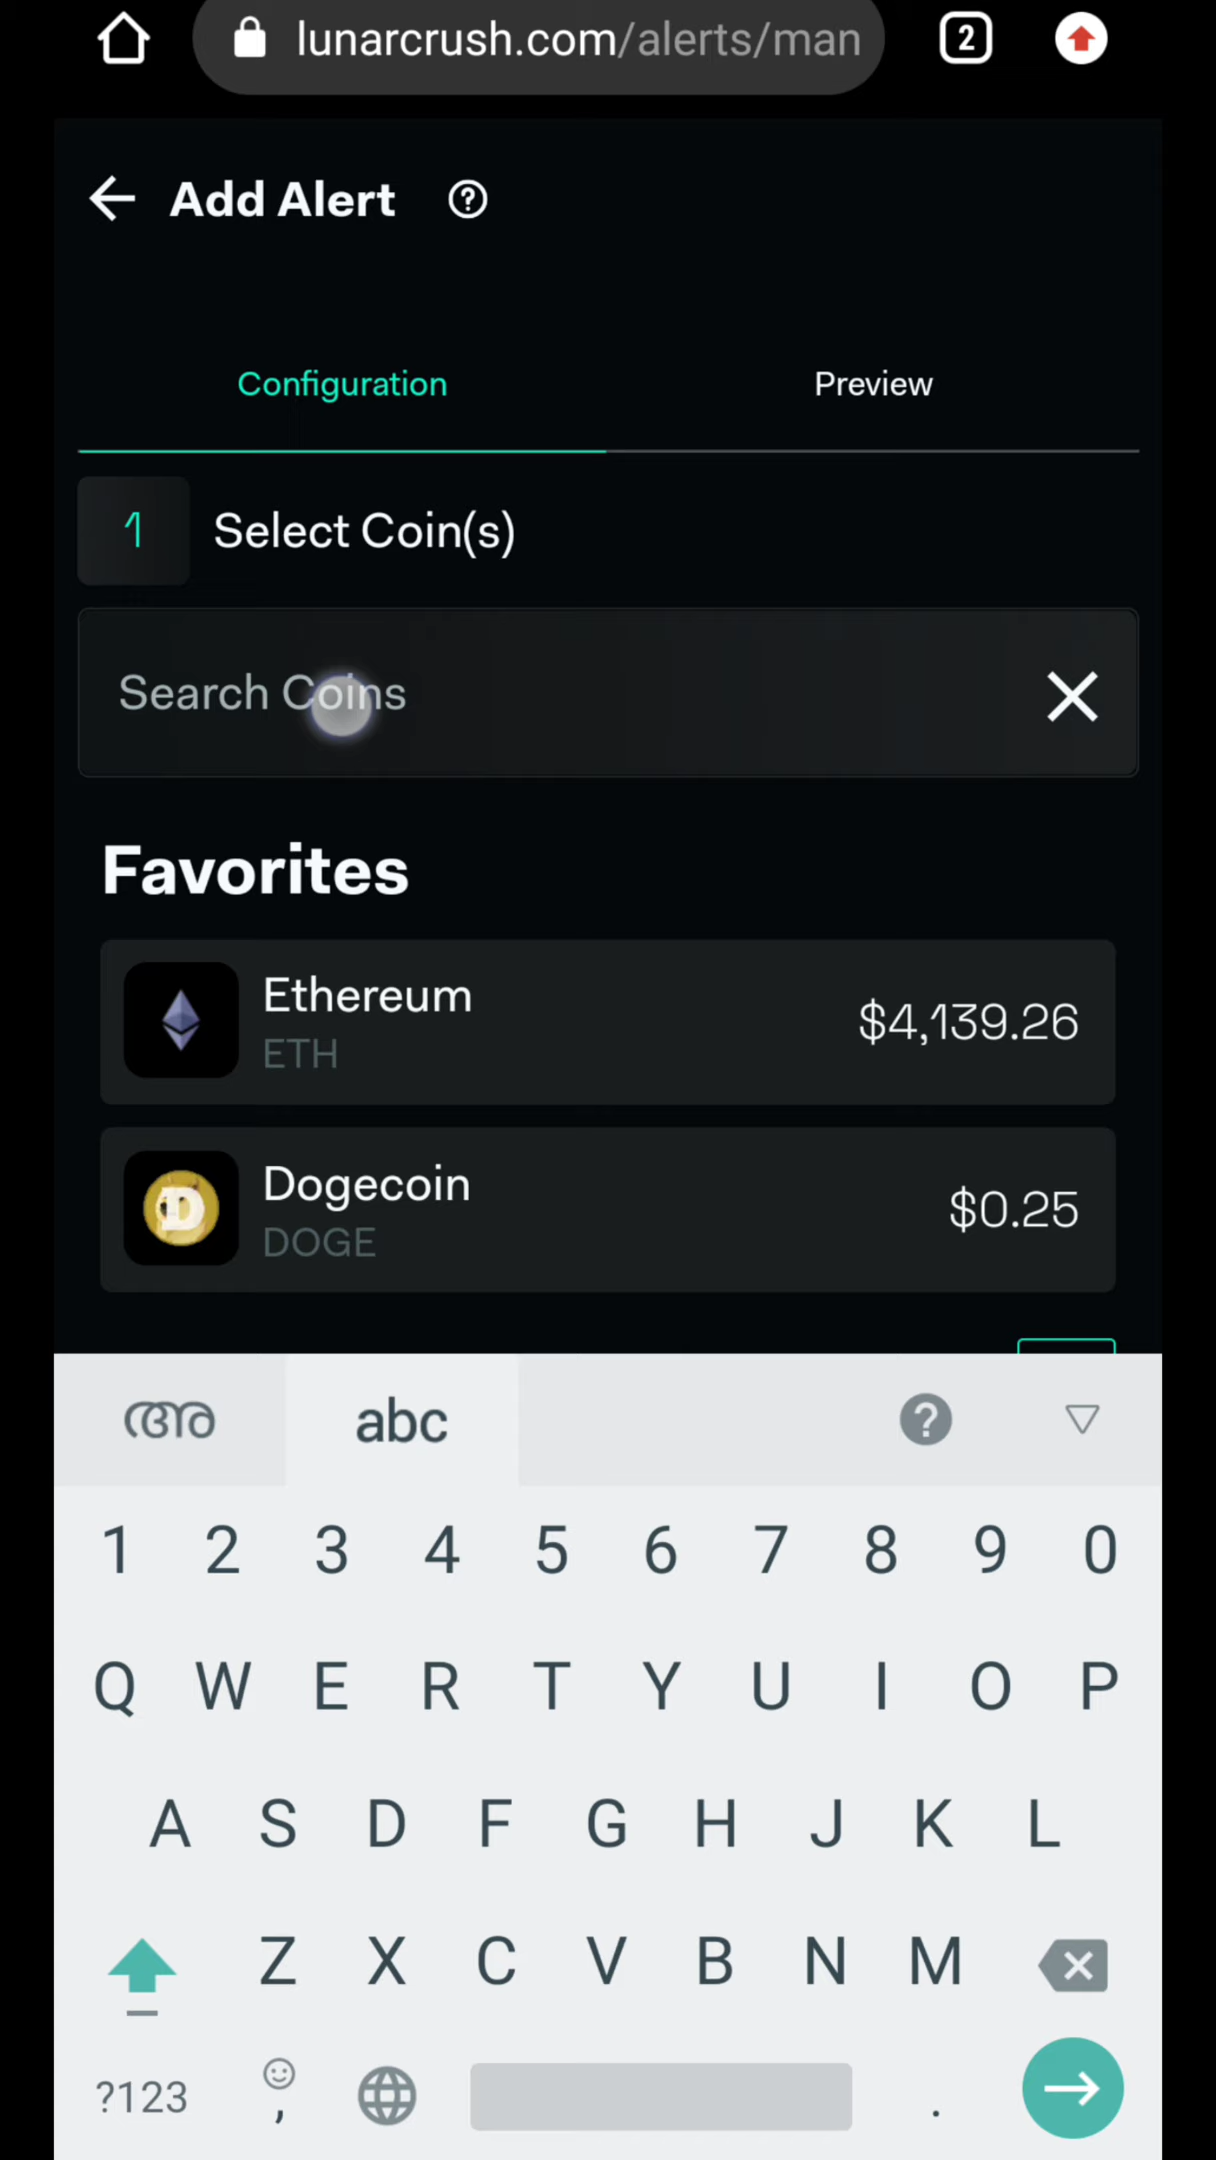 lunarcrush.com/alerts/man
2
Add Alert
Configuration Preview
1 Select Coin(s)
Search Coins
Favorites
Ethereum
ETH
$4,139.26
Dogecoin
DOGE
$0.25
അ abc ?
1 2 3 4 5 6 7 8 9 0
Q W E R T Y U I O P
A S D F G H J K L
Z X C V B N M
?123 , .